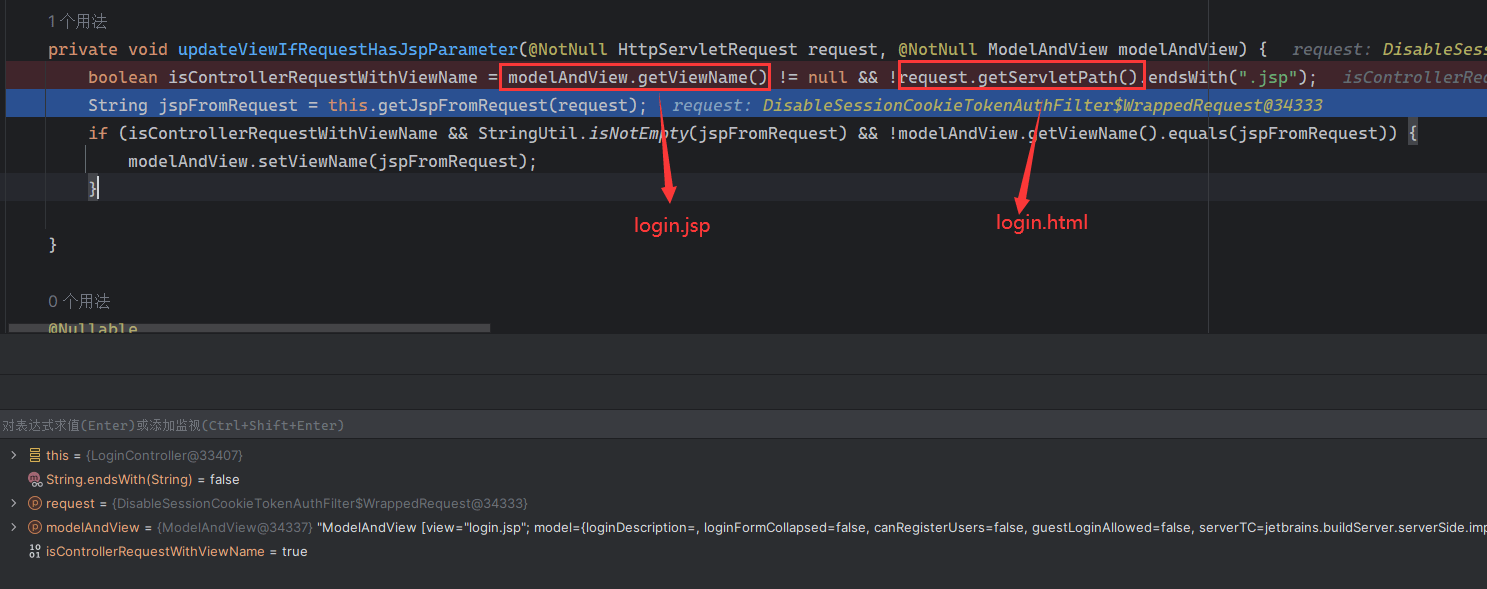 1 个用法
private void updateViewIfRequestHasJspParameter(@NotNull HttpServletRequest request, @NotNull ModelAndView modelAndView) { request: DisableSess
boolean isControllerRequestWithViewName = modelAndView.getViewName() != null && !request.getServletPath().endsWith(".jsp"); isControllerReq
String jspFromRequest = this.getJspFromRequest(request); request: DisableSessionCookieTokenAuthFilter$WrappedRequest@34333
if (isControllerRequestWithViewName && StringUtil.isNotEmpty(jspFromRequest) && !modelAndView.getViewName().equals(jspFromRequest)) {
modelAndView.setViewName(jspFromRequest);
}
login.jsp
login.html
}
0 个用法
@Nullable
对表达式求值(Enter)或添加监视(Ctrl+Shift+Enter)
this = {LoginController@33407}
String.endsWith(String) = false
request = {DisableSessionCookieTokenAuthFilter$WrappedRequest@34333}
modelAndView = {ModelAndView@34337} "ModelAndView [view="login.jsp"; model={loginDescription=, loginFormCollapsed=false, canRegisterUsers=false, guestLoginAllowed=false, serverTC=jetbrains.buildServer.serverSide.imp
isControllerRequestWithViewName = true